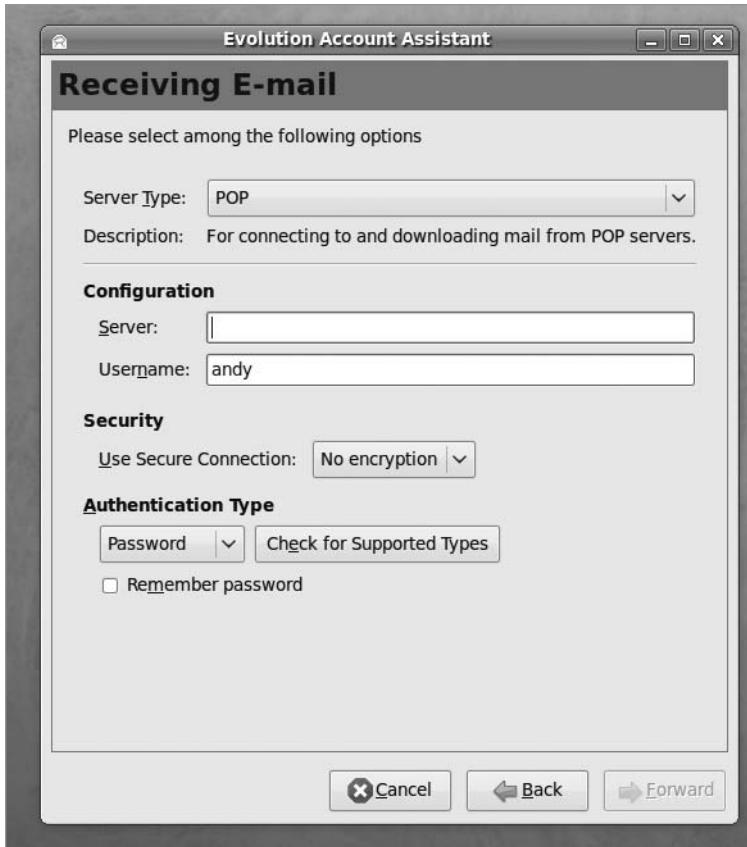 Evolution Account Assistant
Receiving E-mail
Please select among the following options
Server Type: POP
Description: For connecting to and downloading mail from POP servers.
Configuration
Server:
Username: andy
Security
Use Secure Connection: No encryption
Authentication Type
Password Check for Supported Types
Remember password
Cancel Back Forward